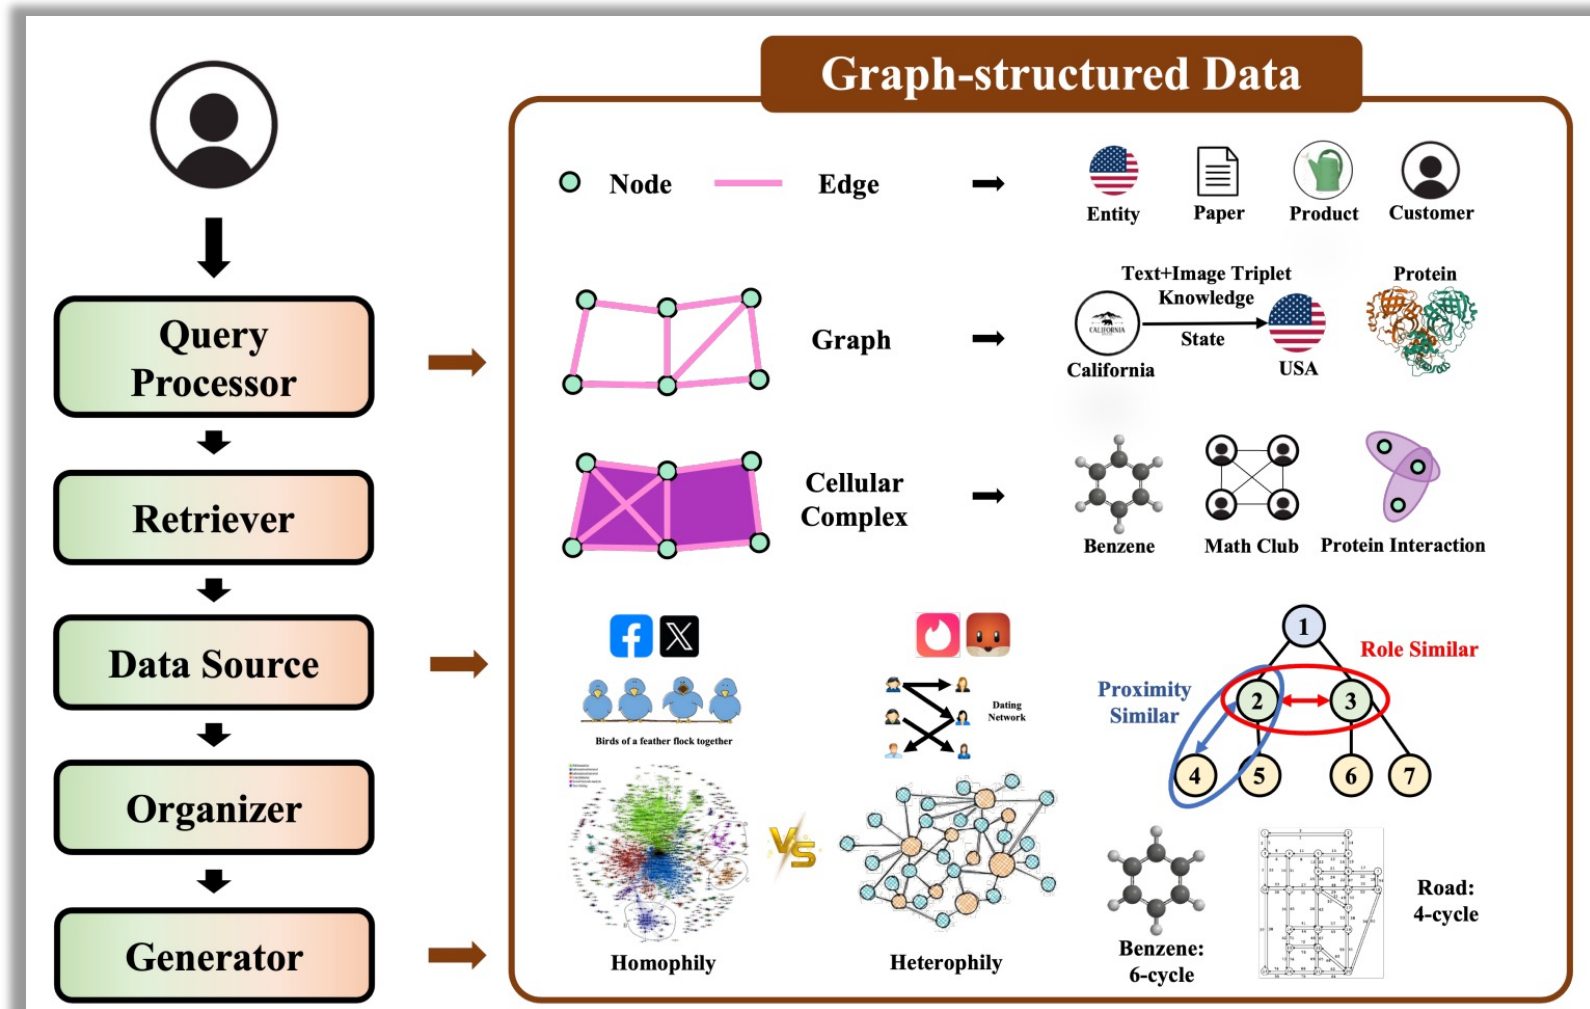 Graph-structured Data
Query
Processor
Retriever
Data Source
Organizer
Generator
Node
Edge
Entity
Paper
Product
Customer
Graph
Text+Image Triplet
Knowledge
CALIFORNIA
State
California
USA
Protein
Cellular
Complex
Benzene
Math Club
Protein Interaction
f
X
Birds of a feather flock together
Dating
Network
Homophily
VS
Heterophily
1
Role Similar
Proximity
Similar
2
3
4
5
6
7
Benzene:
6-cycle
Road:
4-cycle